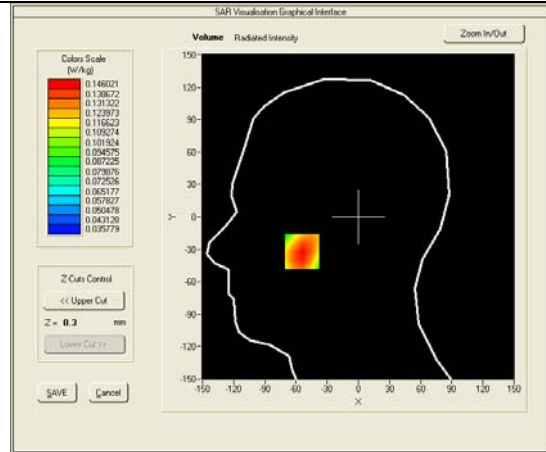 SAR Visualisation Graphical Interface
Volume Radiated Intensity
Zoom In/Out
Colors Scale
(W/kg)
0.146021
0.138672
0.131322
0.123973
0.116623
0.109274
0.101924
0.094575
0.087225
0.079876
0.072526
0.065177
0.057827
0.050478
0.043128
0.035779
Z Cuts Control
<< Upper Cut
Z = 0.3 mm
Lower Cut >>
SAVE Cancel
150
120
90
60
30
0
-30
-60
-90
-120
-150
Y
-150 -120 -90 -60 -30 0 30 60 90 120 150
X